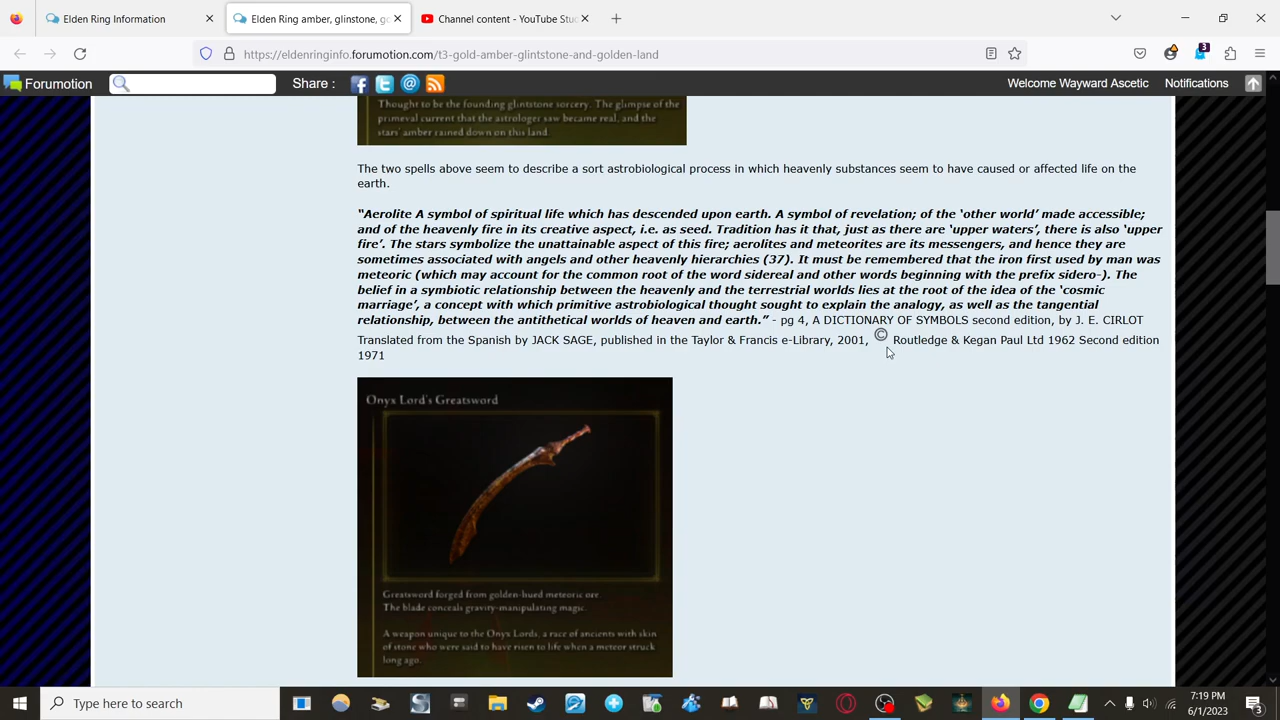 Elden Ring Information
Elden Ring amber, glinstone, go
Channel content - YouTube Stu
https://eldenringinfo.forumotion.com/t3-gold-amber-glintstone-and-golden-land
3
Forumotion
Share :
Welcome Wayward Ascetic
Notifications
Thought to be the founding glintstone sorcery. The glimpse of the
primeval current that the astrologer saw became real, and the
stars' amber rained down on this land.
The two spells above seem to describe a sort astrobiological process in which heavenly substances seem to have caused or affected life on the
earth.
“Aerolite A symbol of spiritual life which has descended upon earth. A symbol of revelation; of the ‘other world’ made accessible;
and of the heavenly fire in its creative aspect, i.e. as seed. Tradition has it that, just as there are ‘upper waters’, there is also ‘upper
fire’. The stars symbolize the unattainable aspect of this fire; aerolites and meteorites are its messengers, and hence they are
sometimes associated with angels and other heavenly hierarchies (37). It must be remembered that the iron first used by man was
meteoric (which may account for the common root of the word sidereal and other words beginning with the prefix sidero-). The
belief in a symbiotic relationship between the heavenly and the terrestrial worlds lies at the root of the idea of the ‘cosmic
marriage’, a concept with which primitive astrobiological thought sought to explain the analogy, as well as the tangential
relationship, between the antithetical worlds of heaven and earth.” - pg 4, A DICTIONARY OF SYMBOLS second edition, by J. E. CIRLOT
Translated from the Spanish by JACK SAGE, published in the Taylor & Francis e-Library, 2001, © Routledge & Kegan Paul Ltd 1962 Second edition
1971
Onyx Lord's Greatsword
Greatsword forged from golden-hued meteoric ore.
The blade conceals gravity-manipulating magic.
A weapon unique to the Onyx Lords, a race of ancients with skin
of stone who were said to have risen to life when a meteor struck
long ago.
Type here to search
7:19 PM
6/1/2023
3